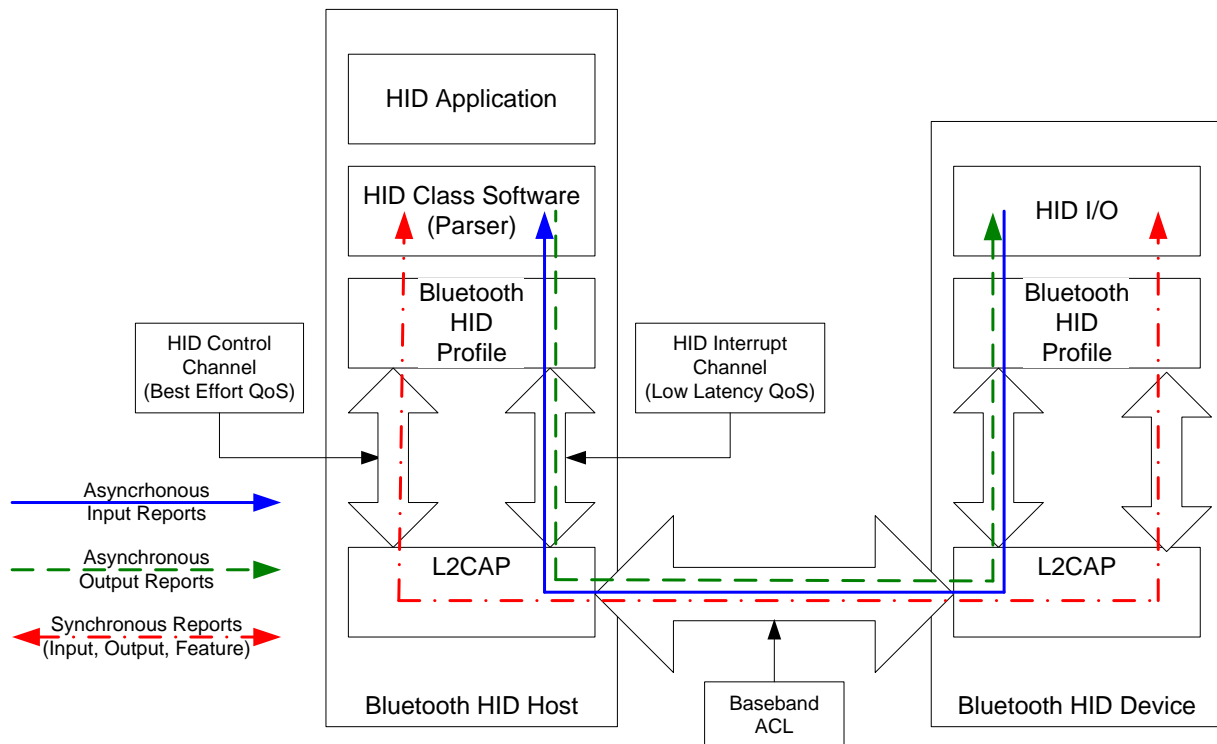 HID Application
HID Class Software
(Parser)
Bluetooth
HID
Profile
L2CAP
Bluetooth HID Host
HID Control
Channel
(Best Effort QoS)
HID Interrupt
Channel
(Low Latency QoS)
HID I/O
Bluetooth
HID
Profile
L2CAP
Bluetooth HID Device
Baseband
ACL
Asyncrhonous
Input Reports
Asynchronous
Output Reports
Synchronous Reports
(Input, Output, Feature)